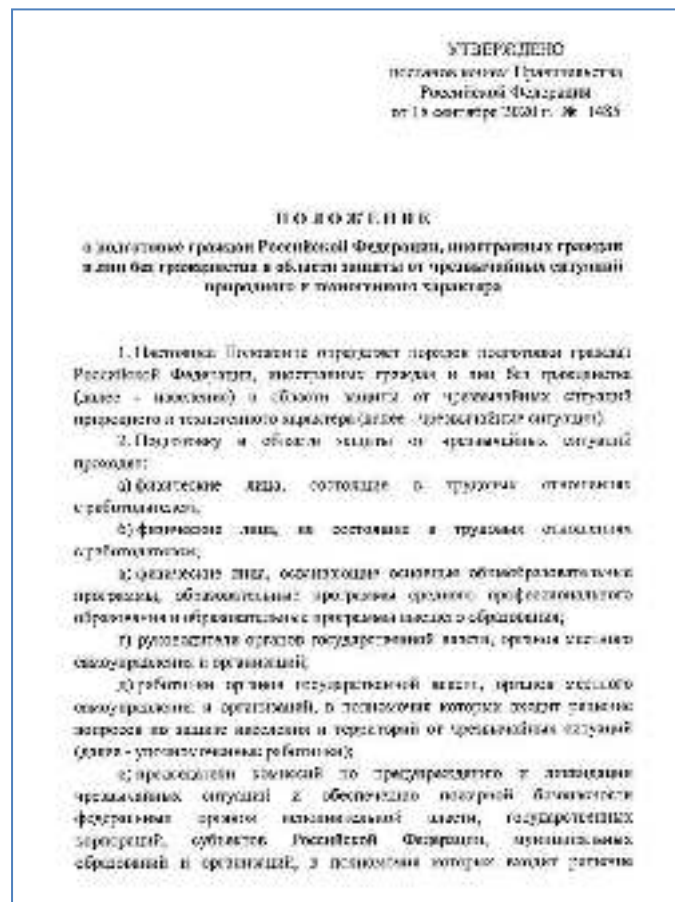 УТВЕРЖДЕНО
постановлением Правительства
Российской Федерации
от 18 сентября 2020 г. № 1485
ПОЛОЖЕНИЕ
о подготовке граждан Российской Федерации, иностранных граждан
и лиц без гражданства в области защиты от чрезвычайных ситуаций
природного и техногенного характера
1. Настоящее Положение определяет порядок подготовки граждан
Российской Федерации, иностранных граждан и лиц без гражданства
(далее - население) в области защиты от чрезвычайных ситуаций
природного и техногенного характера (далее - чрезвычайные ситуации).
2. Подготовку в области защиты от чрезвычайных ситуаций
проходят:
а) физические лица, состоящие в трудовых отношениях
с работодателем;
б) физические лица, не состоящие в трудовых отношениях
с работодателем;
в) физические лица, осваивающие основные общеобразовательные
программы, образовательные программы среднего профессионального
образования и образовательные программы высшего образования;
г) руководители органов государственной власти, органов местного
самоуправления и организаций;
д) работники органов государственной власти, органов местного
самоуправления и организаций, в полномочия которых входит решение
вопросов по защите населения и территорий от чрезвычайных ситуаций
(далее - уполномоченные работники);
е) председатели комиссий по предупреждению и ликвидации
чрезвычайных ситуаций и обеспечению пожарной безопасности
федеральных органов исполнительной власти, государственных
корпораций, субъектов Российской Федерации, муниципальных
образований и организаций, в полномочия которых входит решение